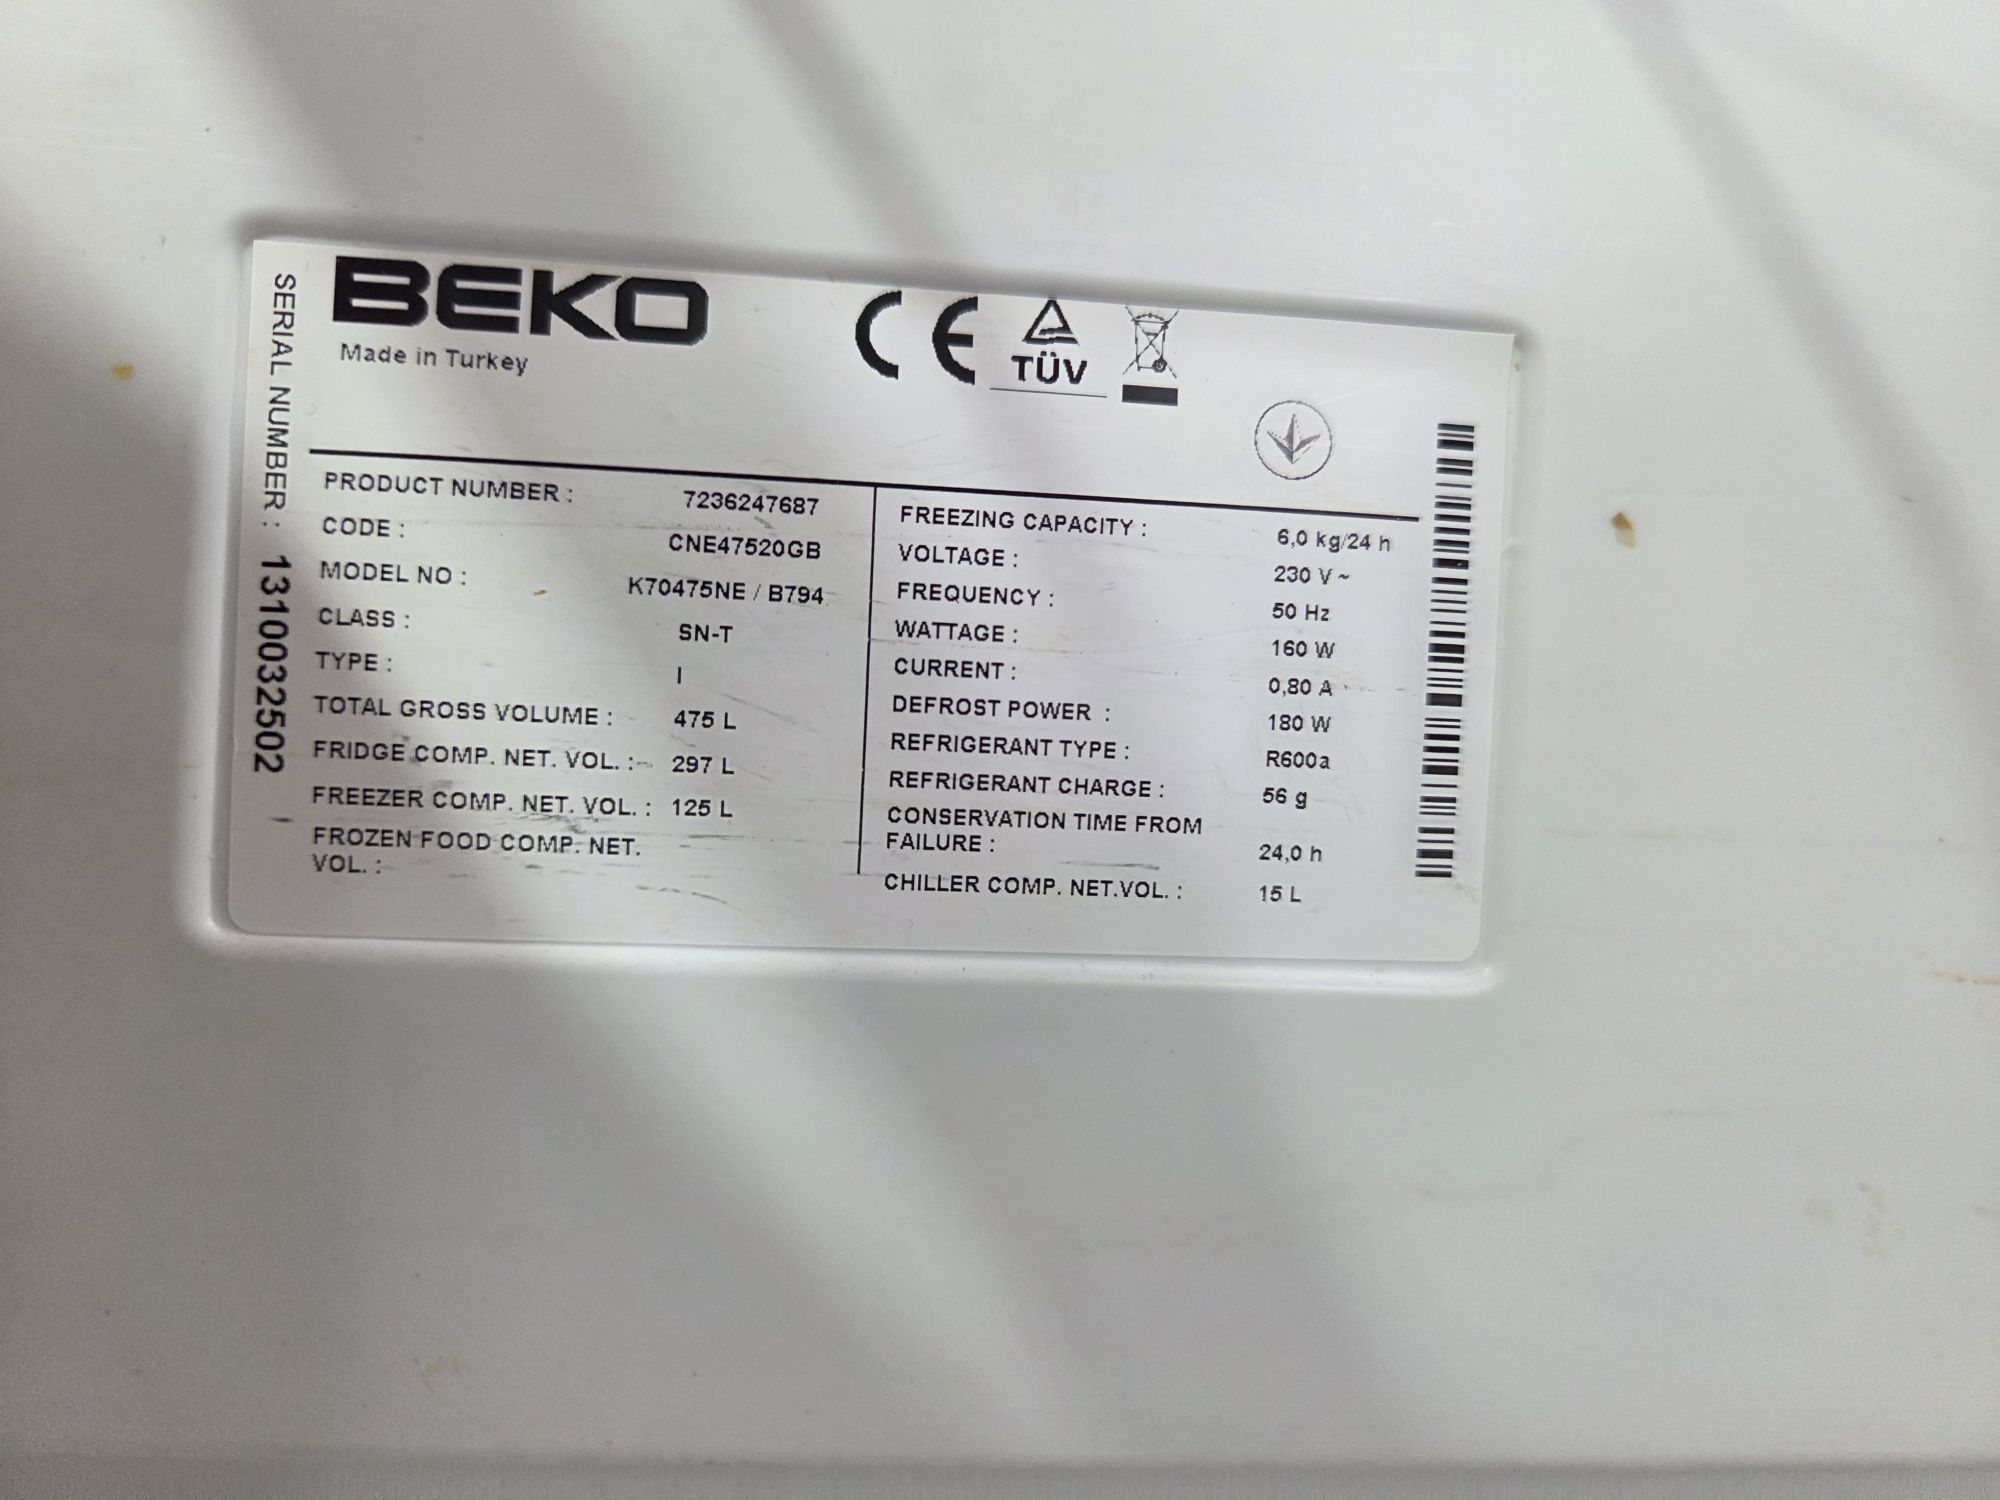 BEKO
Made in Turkey
CE TÜV
SERIAL NUMBER : 1310032502
PRODUCT NUMBER : 7236247687
CODE : CNE47520GB
MODEL NO : K70475NE / B794
CLASS : SN-T
TYPE : I
TOTAL GROSS VOLUME : 475 L
FRIDGE COMP. NET. VOL. : 297 L
FREEZER COMP. NET. VOL. : 125 L
FROZEN FOOD COMP. NET.
VOL. :
FREEZING CAPACITY : 6,0 kg/24 h
VOLTAGE : 230 V ~
FREQUENCY : 50 Hz
WATTAGE : 160 W
CURRENT : 0,80 A
DEFROST POWER : 180 W
REFRIGERANT TYPE : R600a
REFRIGERANT CHARGE : 56 g
CONSERVATION TIME FROM
FAILURE : 24,0 h
CHILLER COMP. NET.VOL. : 15 L